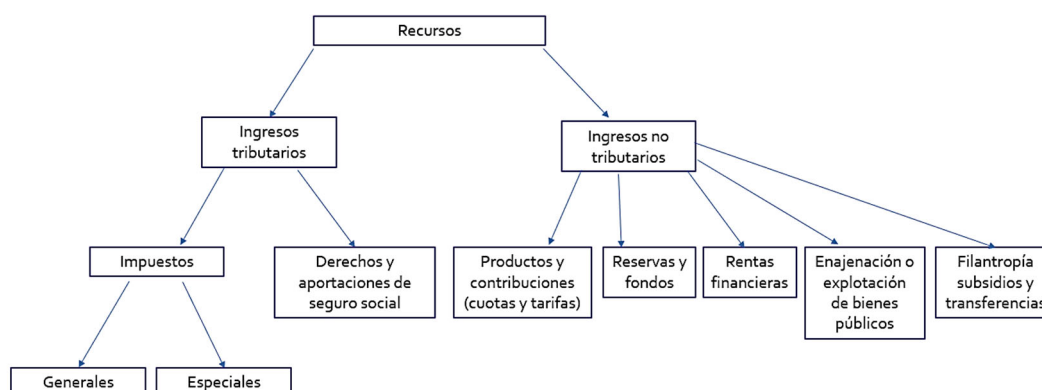 Recursos
Ingresos
tributarios
Ingresos no
tributarios
Impuestos
Derechos y
aportaciones de
seguro social
Productos y
contribuciones
(cuotas y tarifas)
Reservas y
fondos
Rentas
financieras
Enajenación o
explotación
de bienes
públicos
Filantropía
subsidios y
transferencias
Generales
Especiales